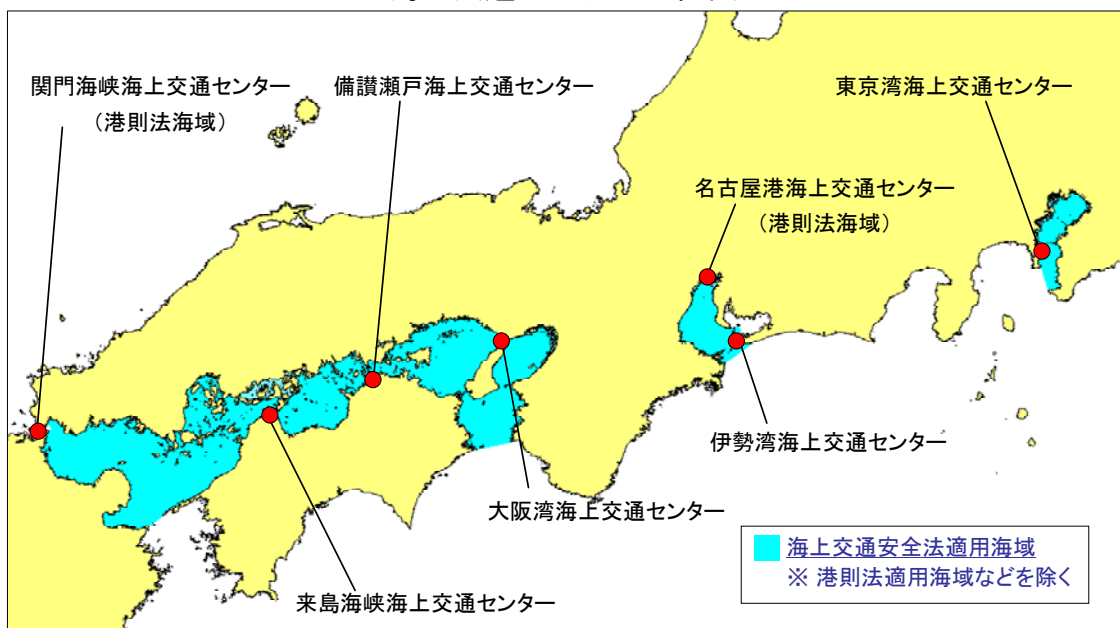 関門海峡海上交通センター
（港則法海域）
備讃瀬戸海上交通センター
東京湾海上交通センター
名古屋港海上交通センター
（港則法海域）
伊勢湾海上交通センター
大阪湾海上交通センター
来島海峡海上交通センター
海上交通安全法適用海域
※ 港則法適用海域などを除く